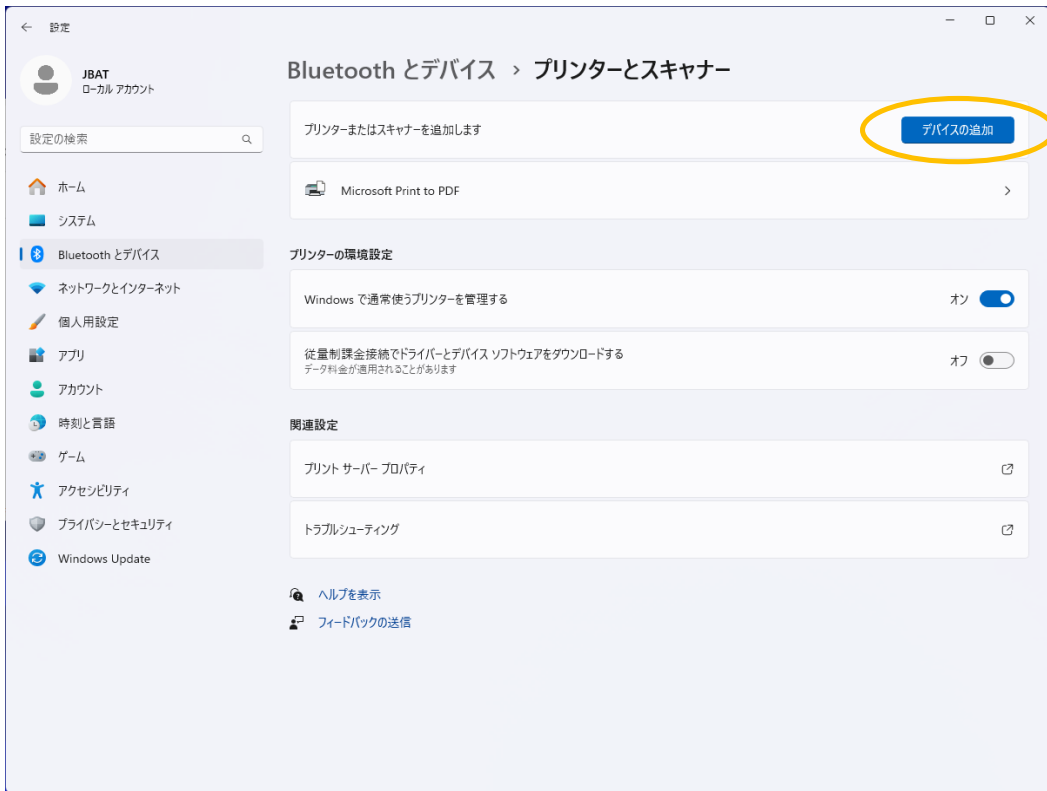 設定
JBAT
ローカル アカウント
設定の検索
ホーム
システム
Bluetooth とデバイス
ネットワークとインターネット
個人用設定
アプリ
アカウント
時刻と言語
ゲーム
アクセシビリティ
プライバシーとセキュリティ
Windows Update
Bluetooth とデバイス › プリンターとスキャナー
プリンターまたはスキャナーを追加します
デバイスの追加
Microsoft Print to PDF
プリンターの環境設定
Windows で通常使うプリンターを管理する
オン
従量制課金接続でドライバーとデバイス ソフトウェアをダウンロードする
データ料金が適用されることがあります
オフ
関連設定
プリント サーバー プロパティ
トラブルシューティング
ヘルプを表示
フィードバックの送信